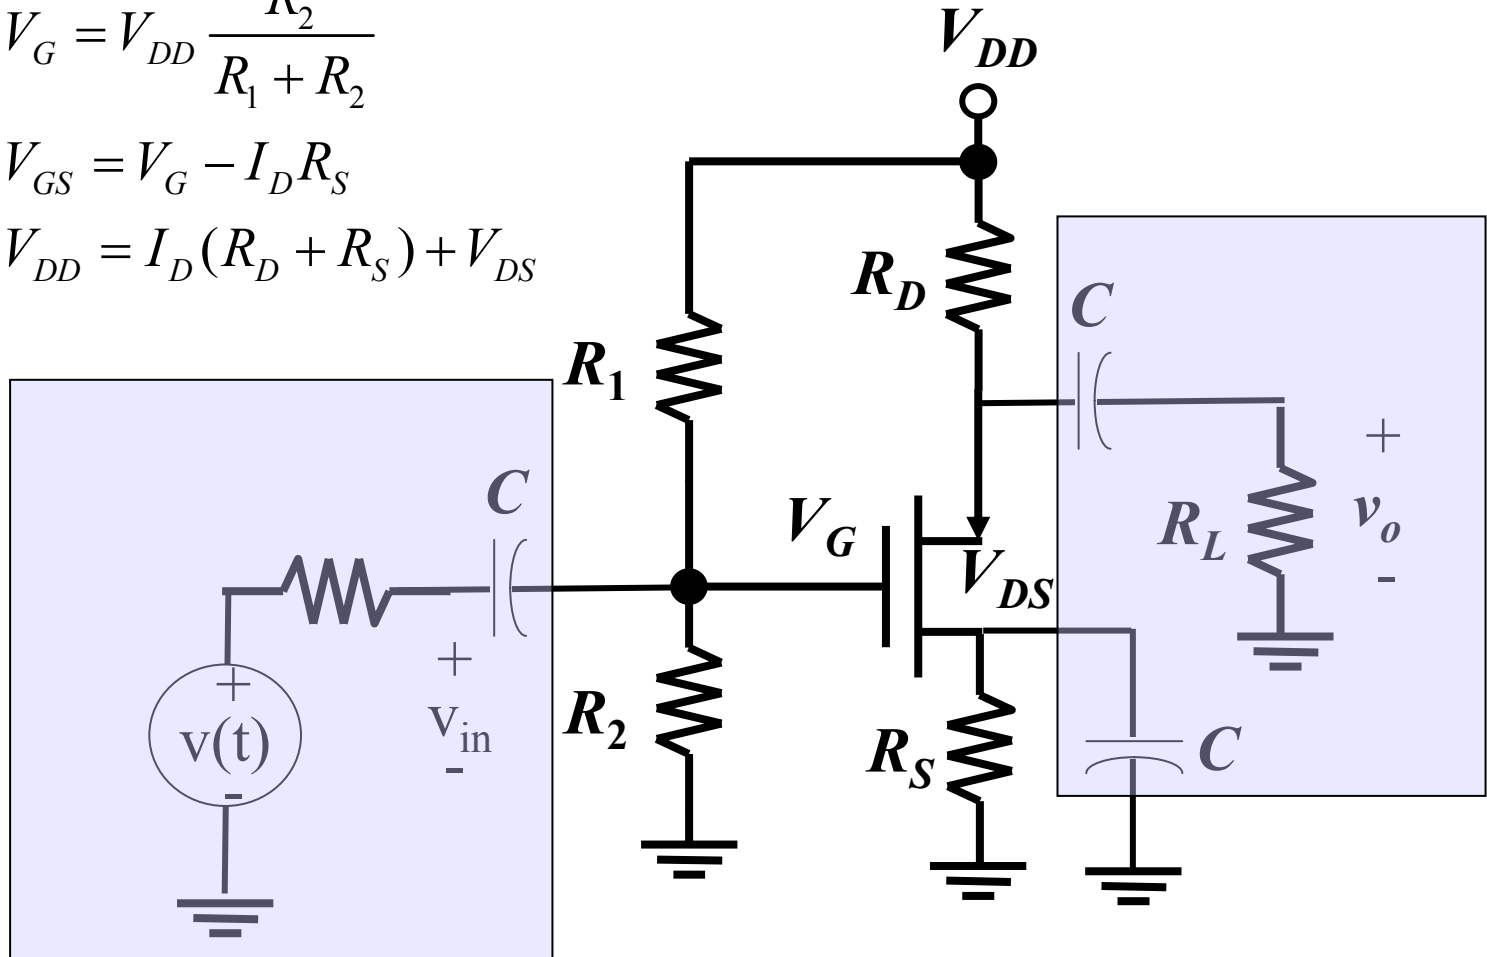 V_G = V_DD R_2 / (R_1 + R_2)
V_GS = V_G − I_D R_S
V_DD = I_D (R_D + R_S) + V_DS
V_DD
R_D
C
R_1
C
V_G
R_L
+
v_o
-
V_DS
+
v(t)
-
+
v_in
-
R_2
R_S
C